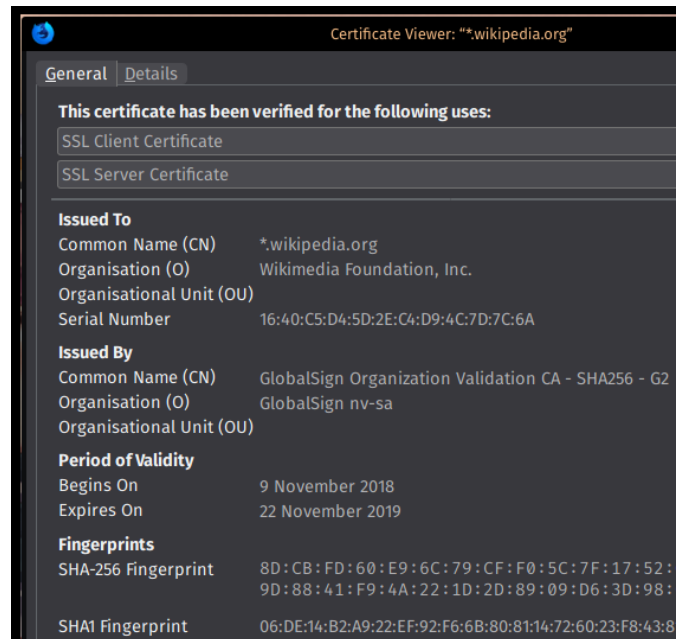 Certificate Viewer: “*.wikipedia.org”
General Details
This certificate has been verified for the following uses:
SSL Client Certificate
SSL Server Certificate
Issued To
Common Name (CN) *.wikipedia.org
Organisation (O) Wikimedia Foundation, Inc.
Organisational Unit (OU)
Serial Number 16:40:C5:D4:5D:2E:C4:D9:4C:7D:7C:6A
Issued By
Common Name (CN) GlobalSign Organization Validation CA - SHA256 - G2
Organisation (O) GlobalSign nv-sa
Organisational Unit (OU)
Period of Validity
Begins On 9 November 2018
Expires On 22 November 2019
Fingerprints
SHA-256 Fingerprint 8D:CB:FD:60:E9:6C:79:CF:F0:5C:7F:17:52:
9D:88:41:F9:4A:22:1D:2D:89:09:D6:3D:98:
SHA1 Fingerprint 06:DE:14:B2:A9:22:EF:92:F6:6B:80:81:14:72:60:23:F8:43:8